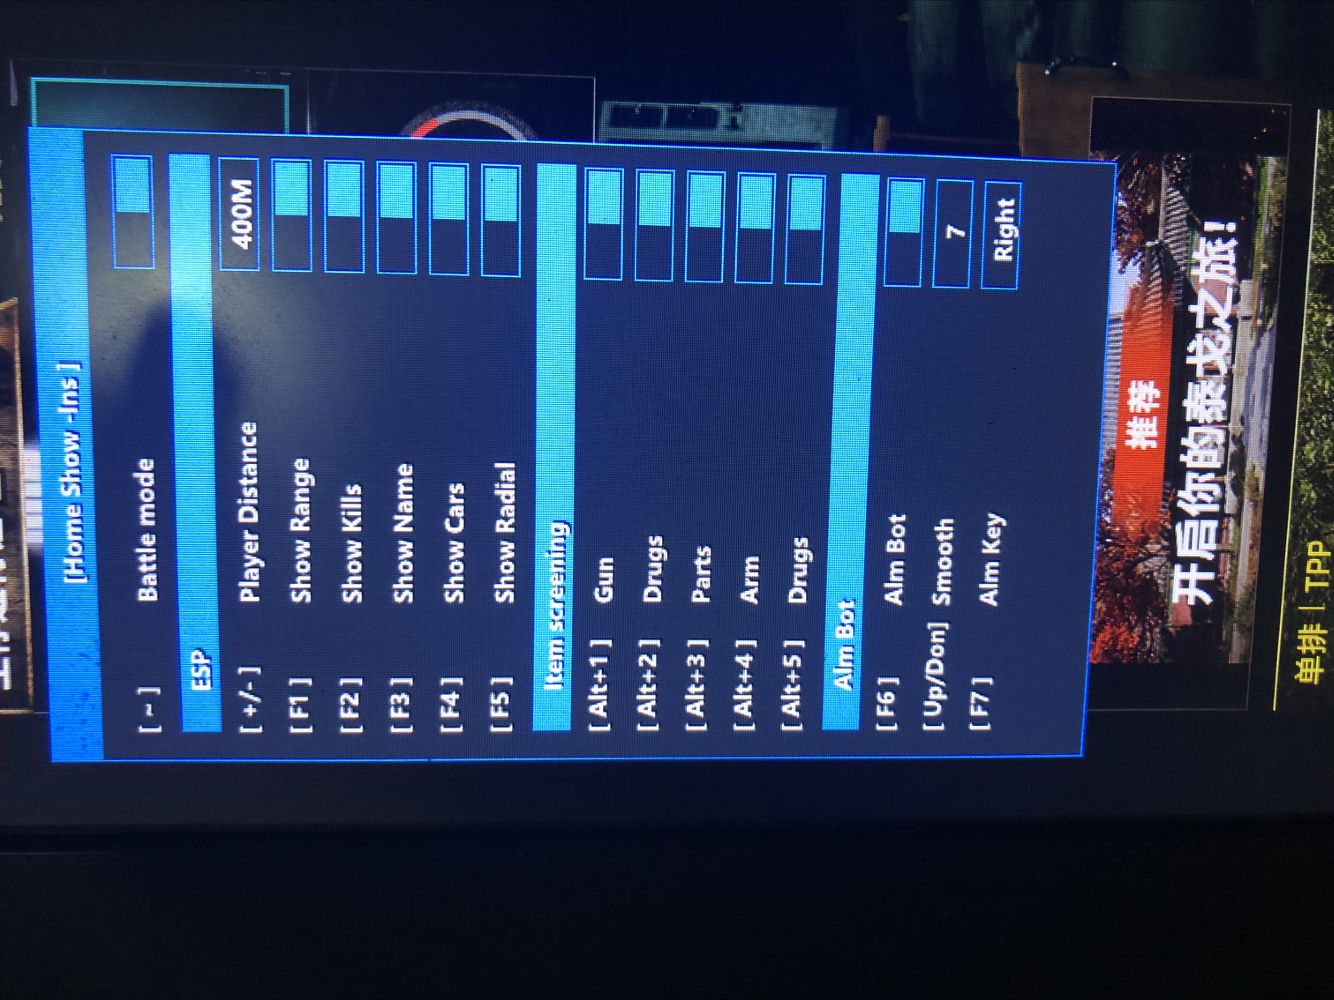 [Home Show -Ins ]
[ ~ ] Battle mode
ESP
[ +/- ] Player Distance 400M
[ F1 ] Show Range
[ F2 ] Show Kills
[ F3 ] Show Name
[ F4 ] Show Cars
[ F5 ] Show Radial
Item screening
[ Alt+1 ] Gun
[ Alt+2 ] Drugs
[ Alt+3 ] Parts
[ Alt+4 ] Arm
[ Alt+5 ] Drugs
Alm Bot
[ F6 ] Alm Bot
[ Up/Don] Smooth 7
[ F7 ] Alm Key Right
推荐
开启你的泰戈之旅!
单排 | TPP